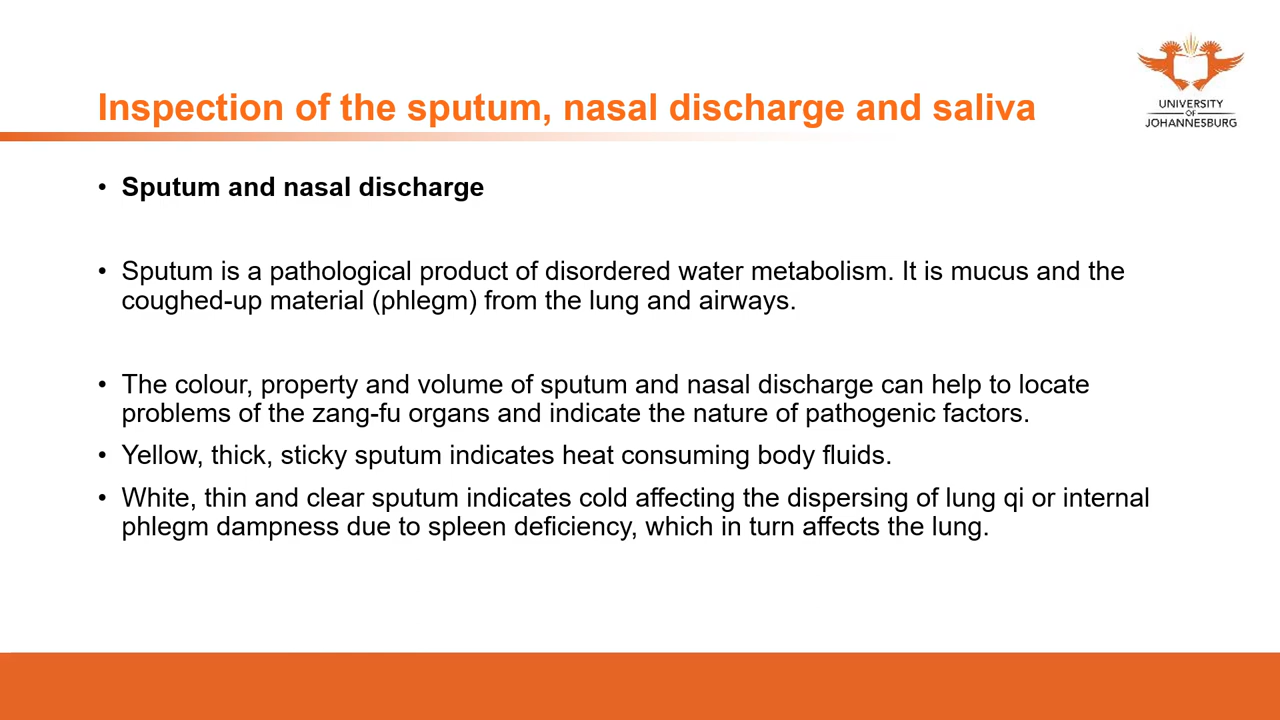 UNIVERSITY
OF
JOHANNESBURG
Inspection of the sputum, nasal discharge and saliva
• Sputum and nasal discharge
• Sputum is a pathological product of disordered water metabolism. It is mucus and the
coughed-up material (phlegm) from the lung and airways.
• The colour, property and volume of sputum and nasal discharge can help to locate
problems of the zang-fu organs and indicate the nature of pathogenic factors.
• Yellow, thick, sticky sputum indicates heat consuming body fluids.
• White, thin and clear sputum indicates cold affecting the dispersing of lung qi or internal
phlegm dampness due to spleen deficiency, which in turn affects the lung.